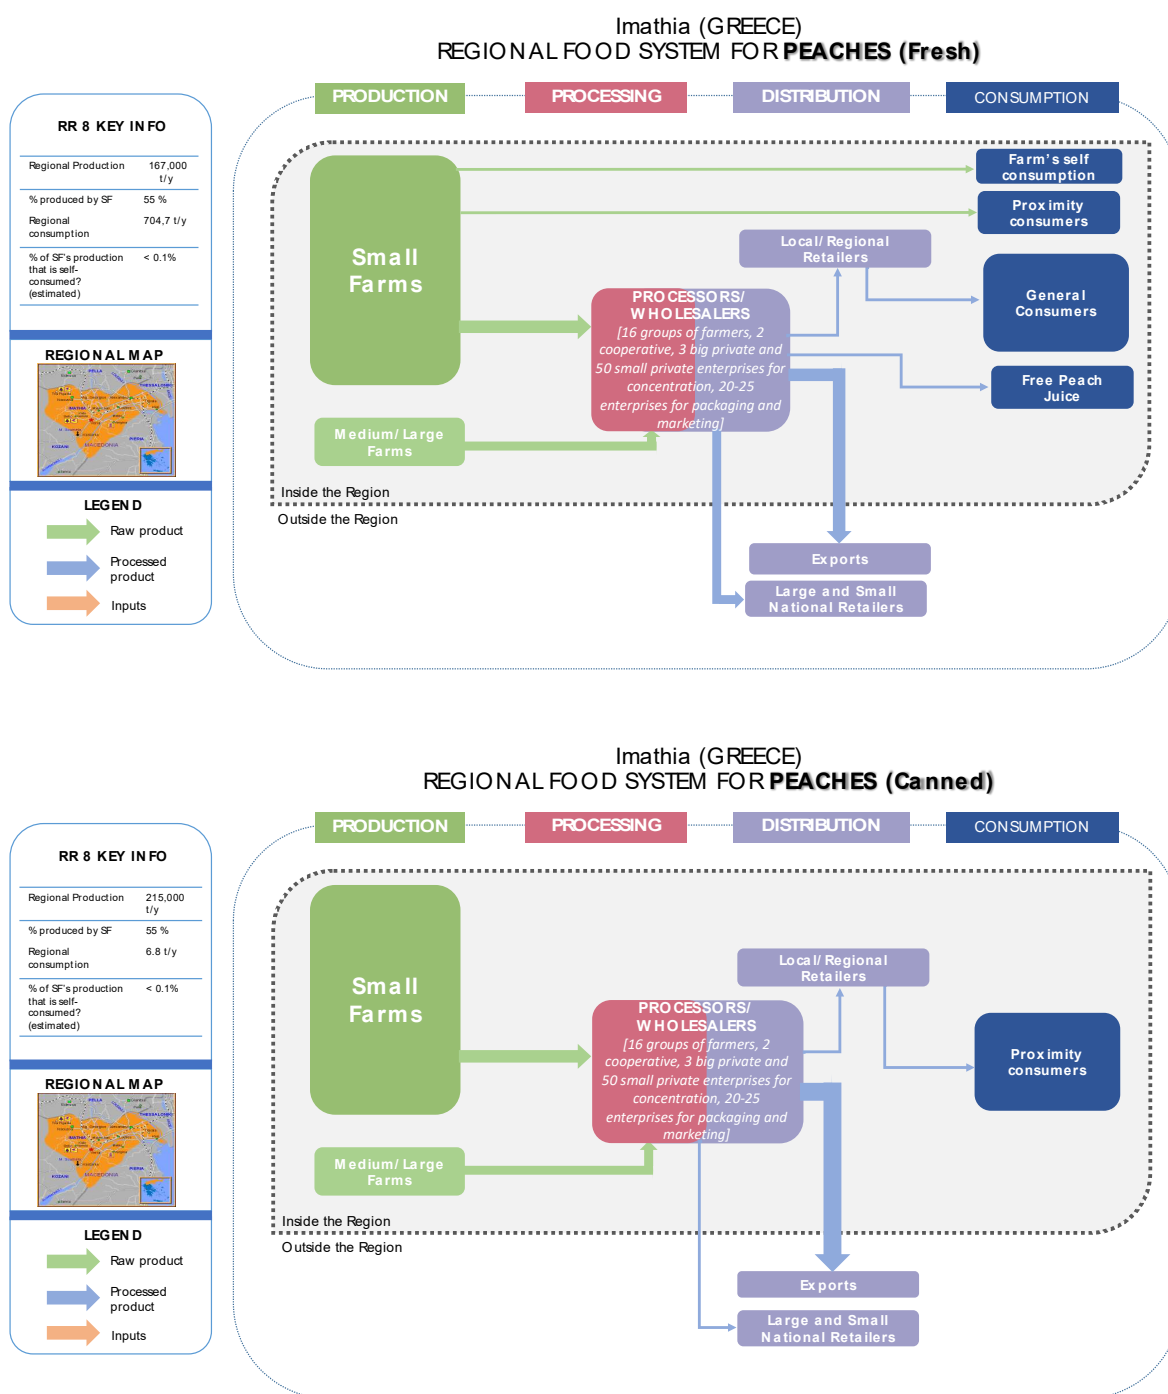 Imathia (GREECE)
REGIONAL FOOD SYSTEM FOR PEACHES (Fresh)
PRODUCTION
PROCESSING
DISTRIBUTION
CONSUMPTION
RR 8 KEY INFO
Regional Production 167,000
t/y
% produced by SF 55 %
Regional 704,7 t/y
consumption
% of SF's production < 0.1%
that is self-
consumed?
(estimated)
REGIONAL MAP
LEGEND
Raw product
Processed
product
Inputs
Small
Farms
Medium/Large
Farms
PROCESSORS/
WHOLESALERS
[16 groups of farmers, 2
cooperative, 3 big private and
50 small private enterprises for
concentration, 20-25
enterprises for packaging and
marketing]
Local/Regional
Retailers
Farm's self
consumption
Proximity
consumers
General
Consumers
Free Peach
Juice
Inside the Region
Outside the Region
Exports
Large and Small
National Retailers
Imathia (GREECE)
REGIONAL FOOD SYSTEM FOR PEACHES (Canned)
PRODUCTION
PROCESSING
DISTRIBUTION
CONSUMPTION
RR 8 KEY INFO
Regional Production 215,000
t/y
% produced by SF 55 %
Regional 6.8 t/y
consumption
% of SF's production < 0.1%
that is self-
consumed?
(estimated)
REGIONAL MAP
LEGEND
Raw product
Processed
product
Inputs
Small
Farms
Medium/Large
Farms
PROCESSORS/
WHOLESALERS
[16 groups of farmers, 2
cooperative, 3 big private and
50 small private enterprises for
concentration, 20-25
enterprises for packaging and
marketing]
Local/Regional
Retailers
Proximity
consumers
Inside the Region
Outside the Region
Exports
Large and Small
National Retailers